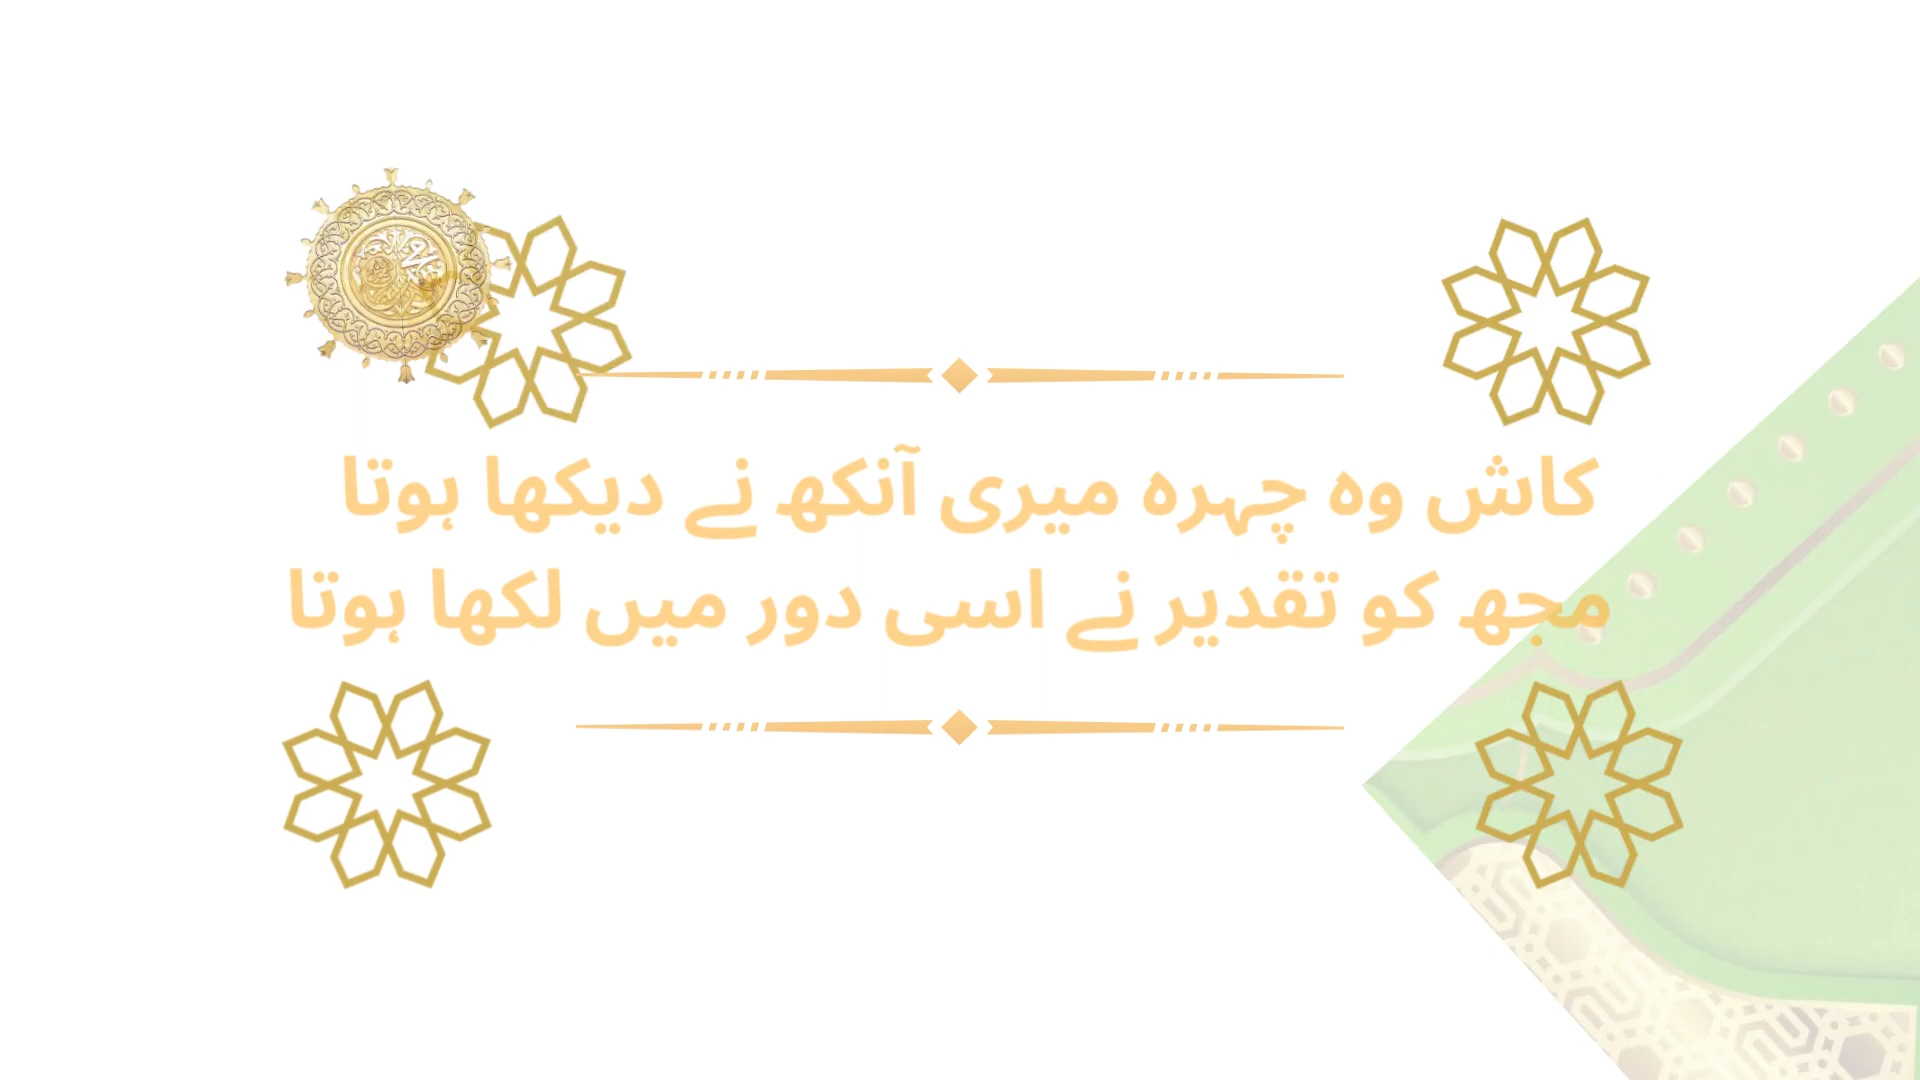 کاش وہ چہرہ میری آنکھ نے دیکھا ہوتا
مجھ کو تقدیر نے اسی دور میں لکھا ہوتا